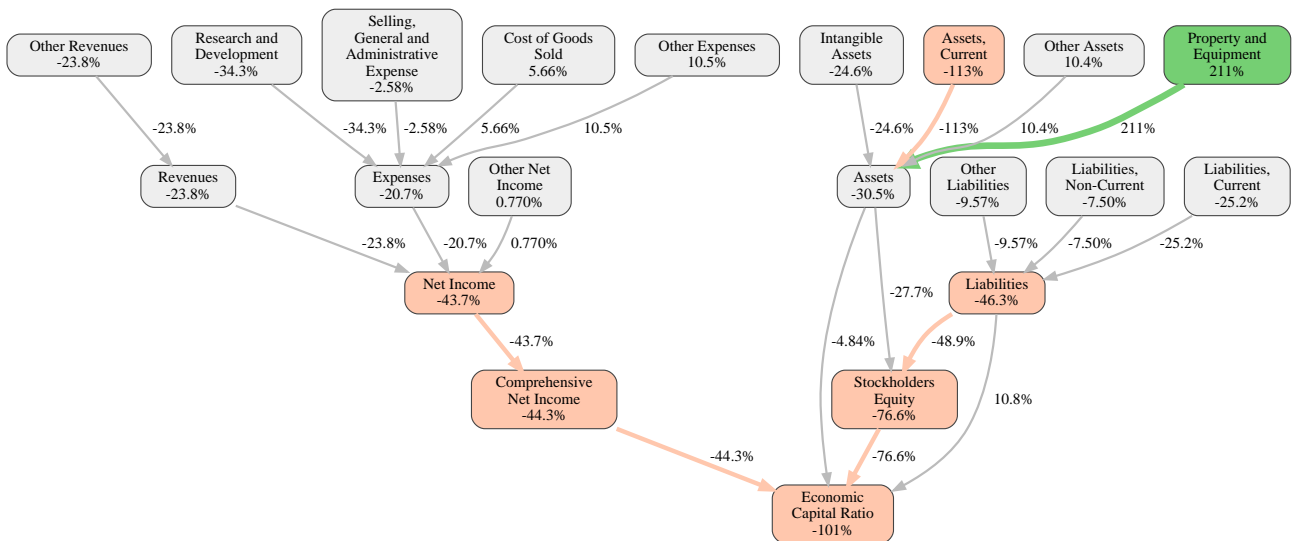 Other Revenues
-23.8%
Research and
Development
-34.3%
Selling,
General and
Administrative
Expense
-2.58%
Cost of Goods
Sold
5.66%
Other Expenses
10.5%
Intangible
Assets
-24.6%
Assets,
Current
-113%
Other Assets
10.4%
Property and
Equipment
211%
-23.8%
-34.3%
-2.58%
5.66%
10.5%
-24.6%
-113%
10.4%
211%
Revenues
-23.8%
Expenses
-20.7%
Other Net
Income
0.770%
Assets
-30.5%
Other
Liabilities
-9.57%
Liabilities,
Non-Current
-7.50%
Liabilities,
Current
-25.2%
-23.8%
-20.7%
0.770%
-9.57%
-7.50%
-25.2%
Net Income
-43.7%
-27.7%
Liabilities
-46.3%
-43.7%
-4.84%
-48.9%
Comprehensive
Net Income
-44.3%
Stockholders
Equity
-76.6%
10.8%
-44.3%
-76.6%
Economic
Capital Ratio
-101%